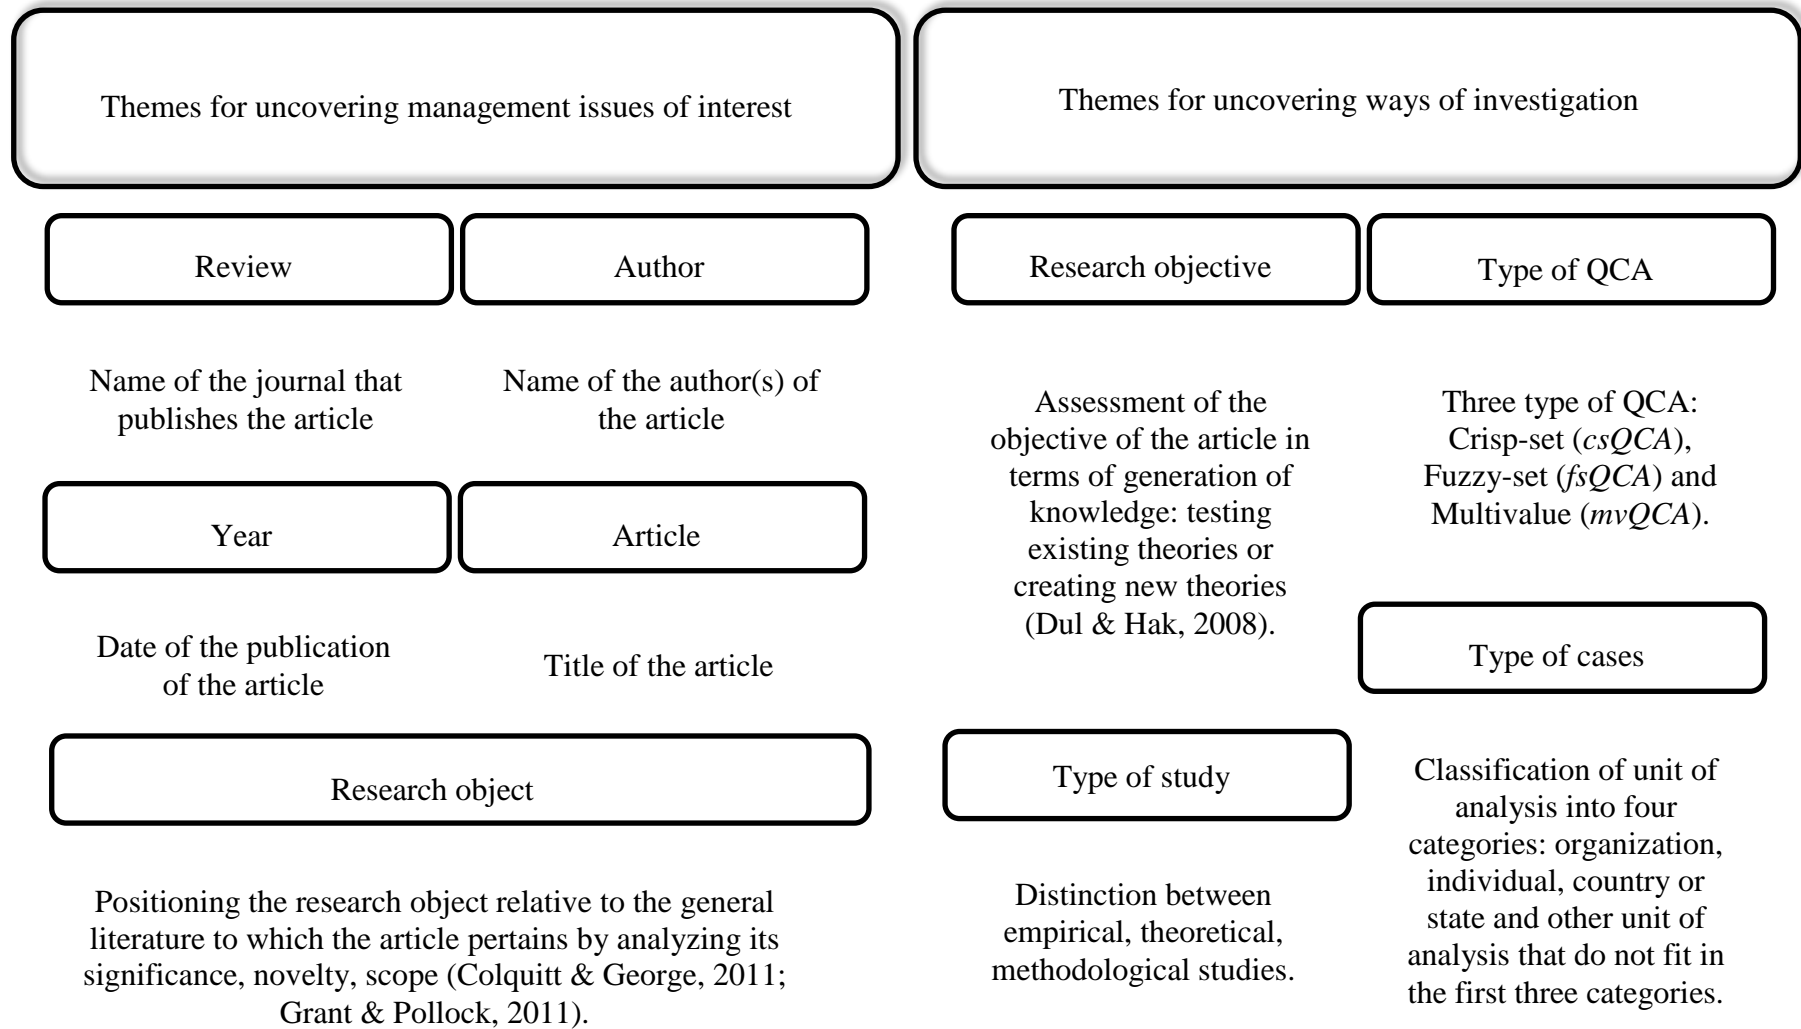 Themes for uncovering management issues of interest
Review
Author
Name of the journal that
publishes the article
Name of the author(s) of
the article
Year
Article
Date of the publication
of the article
Title of the article
Research object
Positioning the research object relative to the general
literature to which the article pertains by analyzing its
significance, novelty, scope (Colquitt & George, 2011;
Grant & Pollock, 2011).
Themes for uncovering ways of investigation
Research objective
Assessment of the
objective of the article in
terms of generation of
knowledge: testing
existing theories or
creating new theories
(Dul & Hak, 2008).
Type of study
Distinction between
empirical, theoretical,
methodological studies.
Type of QCA
Three type of QCA:
Crisp-set (csQCA),
Fuzzy-set (fsQCA) and
Multivalue (mvQCA).
Type of cases
Classification of unit of
analysis into four
categories: organization,
individual, country or
state and other unit of
analysis that do not fit in
the first three categories.